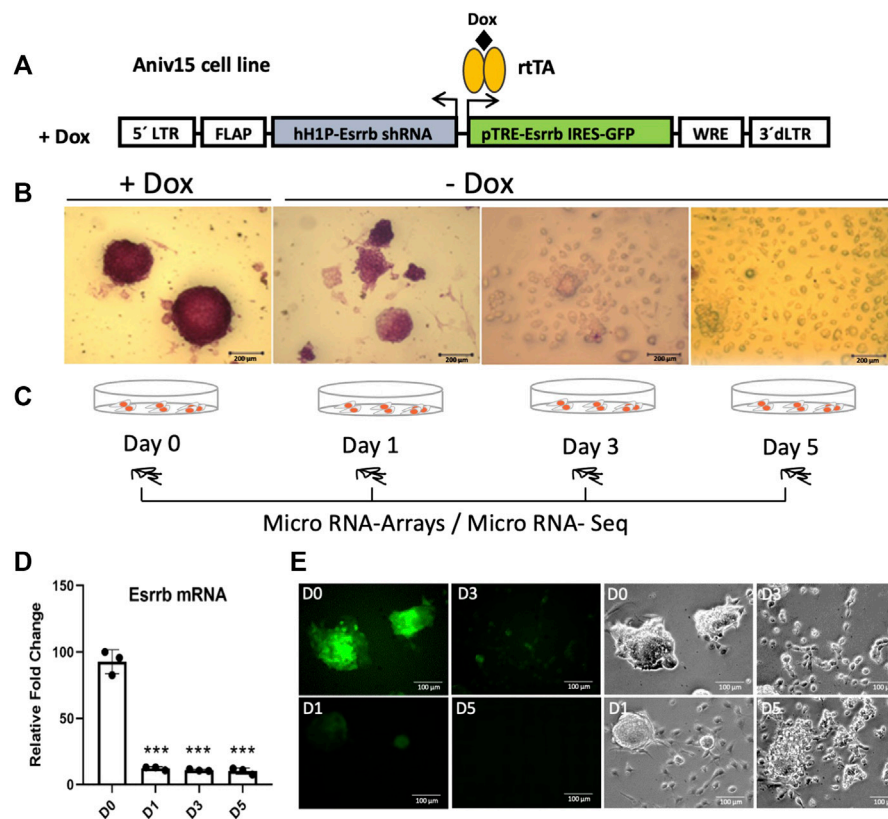 Dox
A
Aniv15 cell line
rtTA
+ Dox
5´ LTR
FLAP
hH1P-Esrrb shRNA
pTRE-Esrrb IRES-GFP
WRE
3´dLTR
B
+ Dox
- Dox
200 µm
200 µm
200 µm
200 µm
C
Day 0
Day 1
Day 3
Day 5
Micro RNA-Arrays / Micro RNA- Seq
D
Esrrb mRNA
Relative Fold Change
150
100
50
0
***
***
***
D0
D1
D3
D5
E
D0
D3
D0
D3
100 µm
100 µm
100 µm
100 µm
D1
D5
D1
D5
100 µm
100 µm
100 µm
100 µm